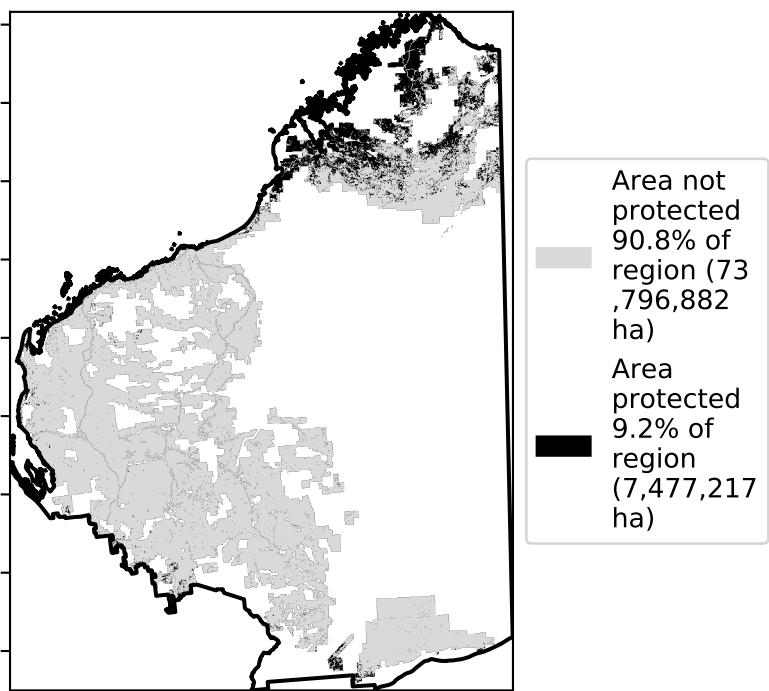 Area not
protected
90.8% of
region (73
,796,882
ha)
Area
protected
9.2% of
region
(7,477,217
ha)